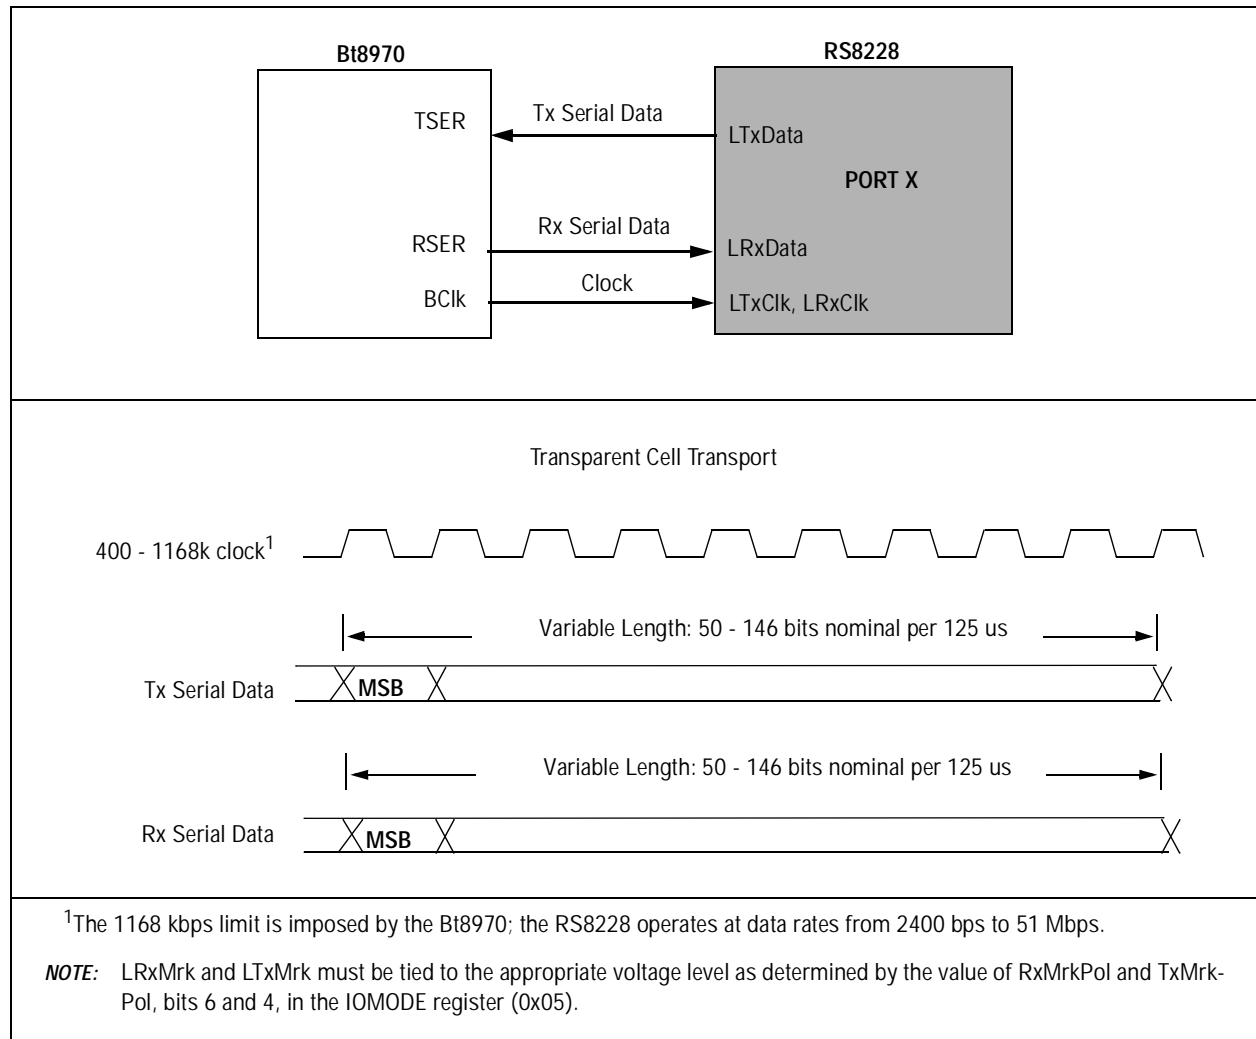 Bt8970
RS8228
TSER
Tx Serial Data
LTxData
PORT X
RSER
Rx Serial Data
LRxData
BClk
Clock
LTxClk, LRxClk
Transparent Cell Transport
400 - 1168k clock1
Variable Length: 50 - 146 bits nominal per 125 us
Tx Serial Data
MSB
Variable Length: 50 - 146 bits nominal per 125 us
Rx Serial Data
MSB
1The 1168 kbps limit is imposed by the Bt8970; the RS8228 operates at data rates from 2400 bps to 51 Mbps.
NOTE: LRxMrk and LTxMrk must be tied to the appropriate voltage level as determined by the value of RxMrkPol and TxMrk-
Pol, bits 6 and 4, in the IOMODE register (0x05).